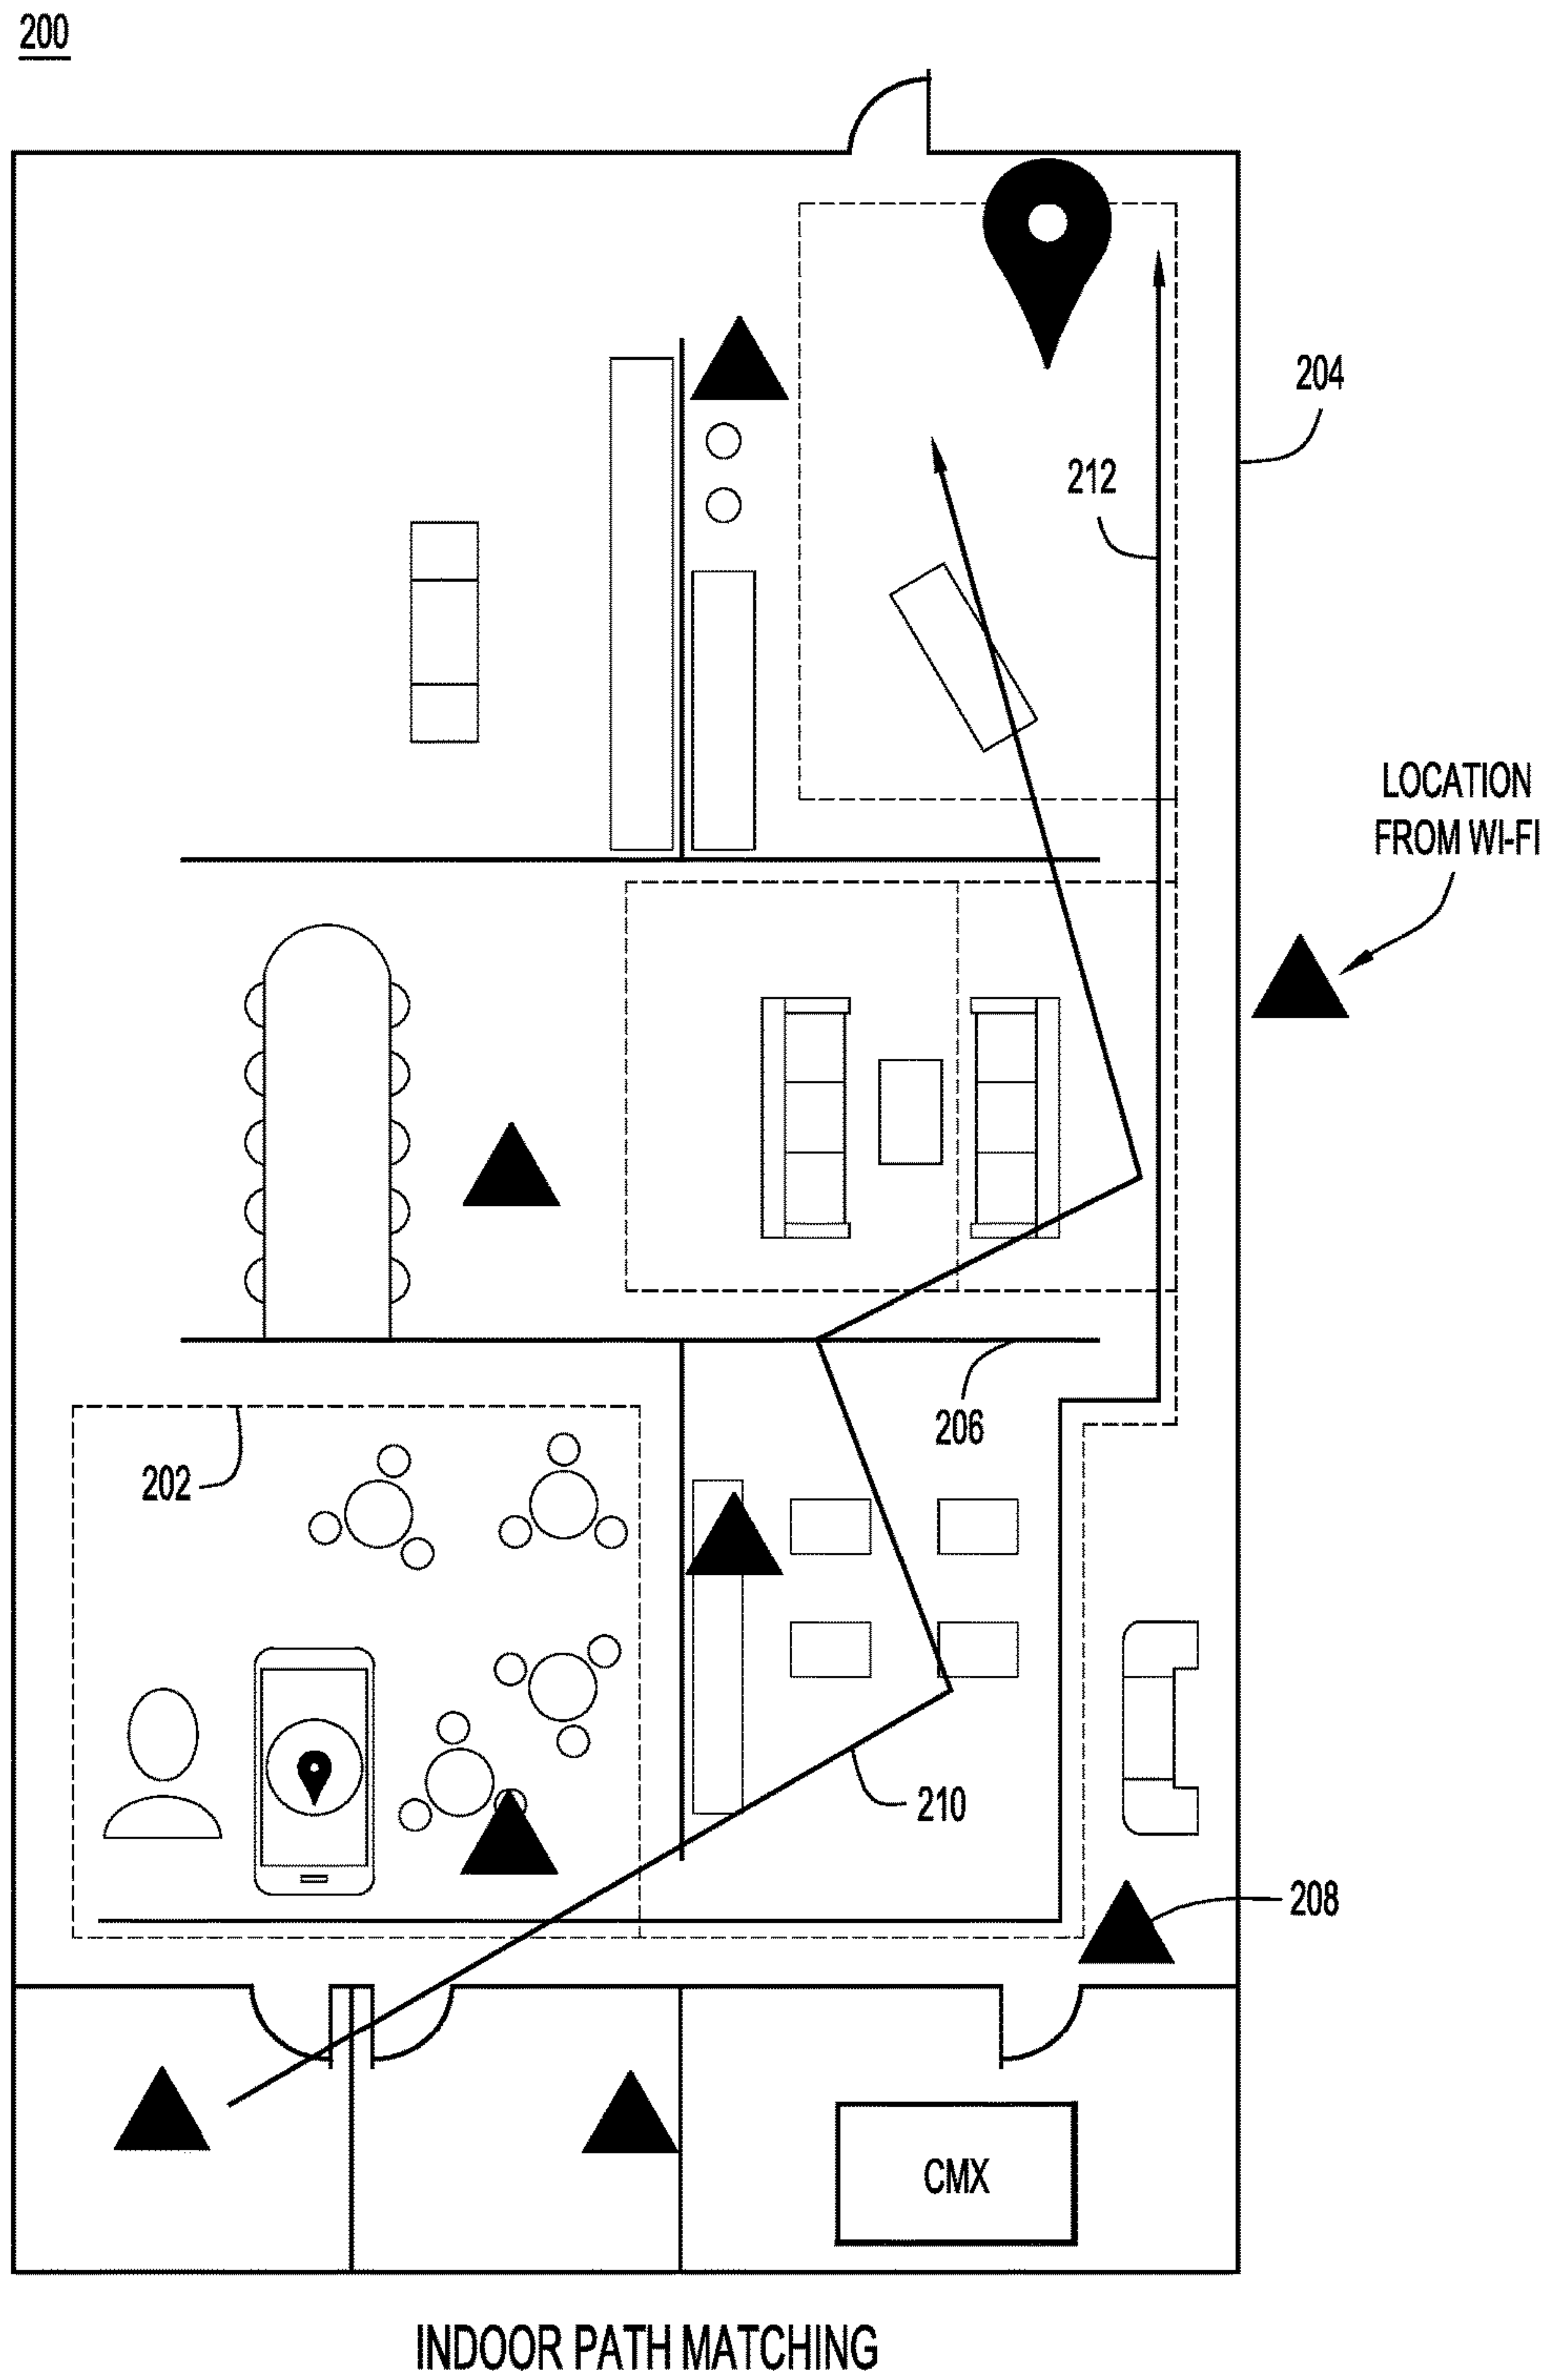 200
204
212
LOCATION
FROM WI-FI
206
202
210
208
CMX
INDOOR PATH MATCHING